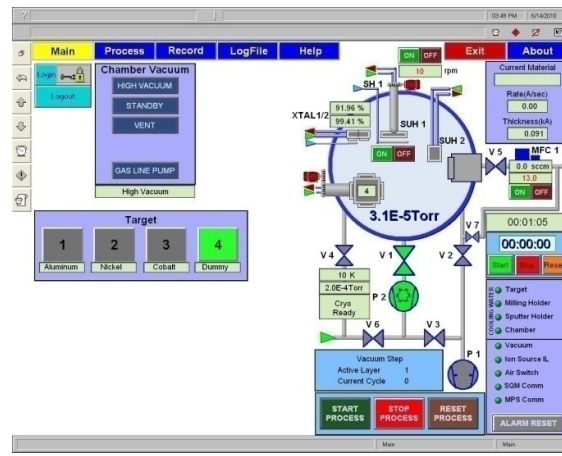 03:49 PM 6/14/2010
Main Process Record LogFile Help Exit About
Login
Logout
Chamber Vacuum
HIGH VACUUM
STANDBY
VENT
GAS LINE PUMP
High Vacuum
Target
1 2 3 4
Aluminum Nickel Cobalt Dummy
ON OFF
10 rpm
SH 1
XTAL1/2
91.96 %
99.41 %
SUH 1
SUH 2
ON OFF
4
3.1E-5Torr
Current Material
Rate(A/sec)
0.00
Thickness(kA)
0.091
V 5
MFC 1
0.0 sccm
13.0
ON OFF
00:01:05
00:00:00
Start Stop Rese
V 7
V 4
V 1
V 2
10 K
2.0E-4Torr
Cryo
Ready
P 2
V 6
V 3
P 1
COOLING WATER
Target
Milling Holder
Sputter Holder
Chamber
Vacuum
Ion Source IL
Air Switch
SQM Comm
MPS Comm
ALARM RESET
Vacuum Step
Active Layer 1
Current Cycle 0
START PROCESS
STOP PROCESS
RESET PROCESS
Main Main